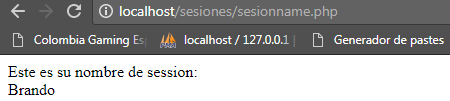 localhost/sesiones/sesionname.php
Colombia Gaming Es
localhost / 127.0.0.1 |
Generador de pastes
Este es su nombre de session:
Brando